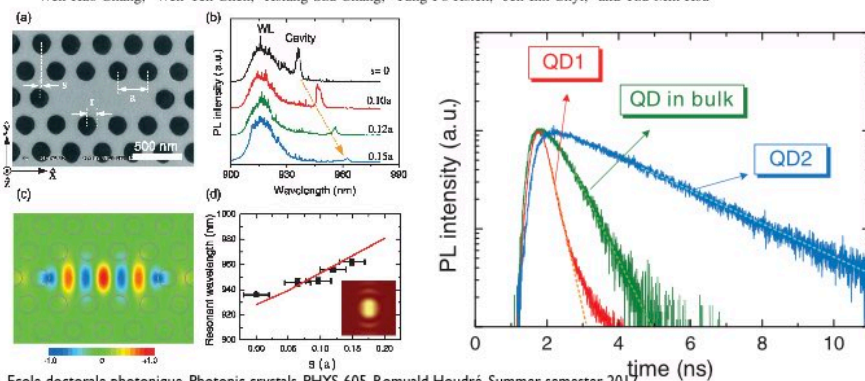 (a)
s
r
a
500 nm
(b)
PL intensity (a.u.)
WL
Cavity
s=0
0.10a
0.12a
0.15a
900 920 940 960 980 990
Wavelength (nm)
(c)
-1.0 0 +1.0
(d)
Resonant wavelength (nm)
1000
980
960
940
920
900
0.00 0.05 0.10 0.15 0.20
s (a)
PL intensity (a.u.)
QD1
QD in bulk
QD2
0 2 4 6 8 10
time (ns)
Ecole doctorale photonique, Photonic crystals, PHYS-605, Romuald Houdré, Summer semester 2017